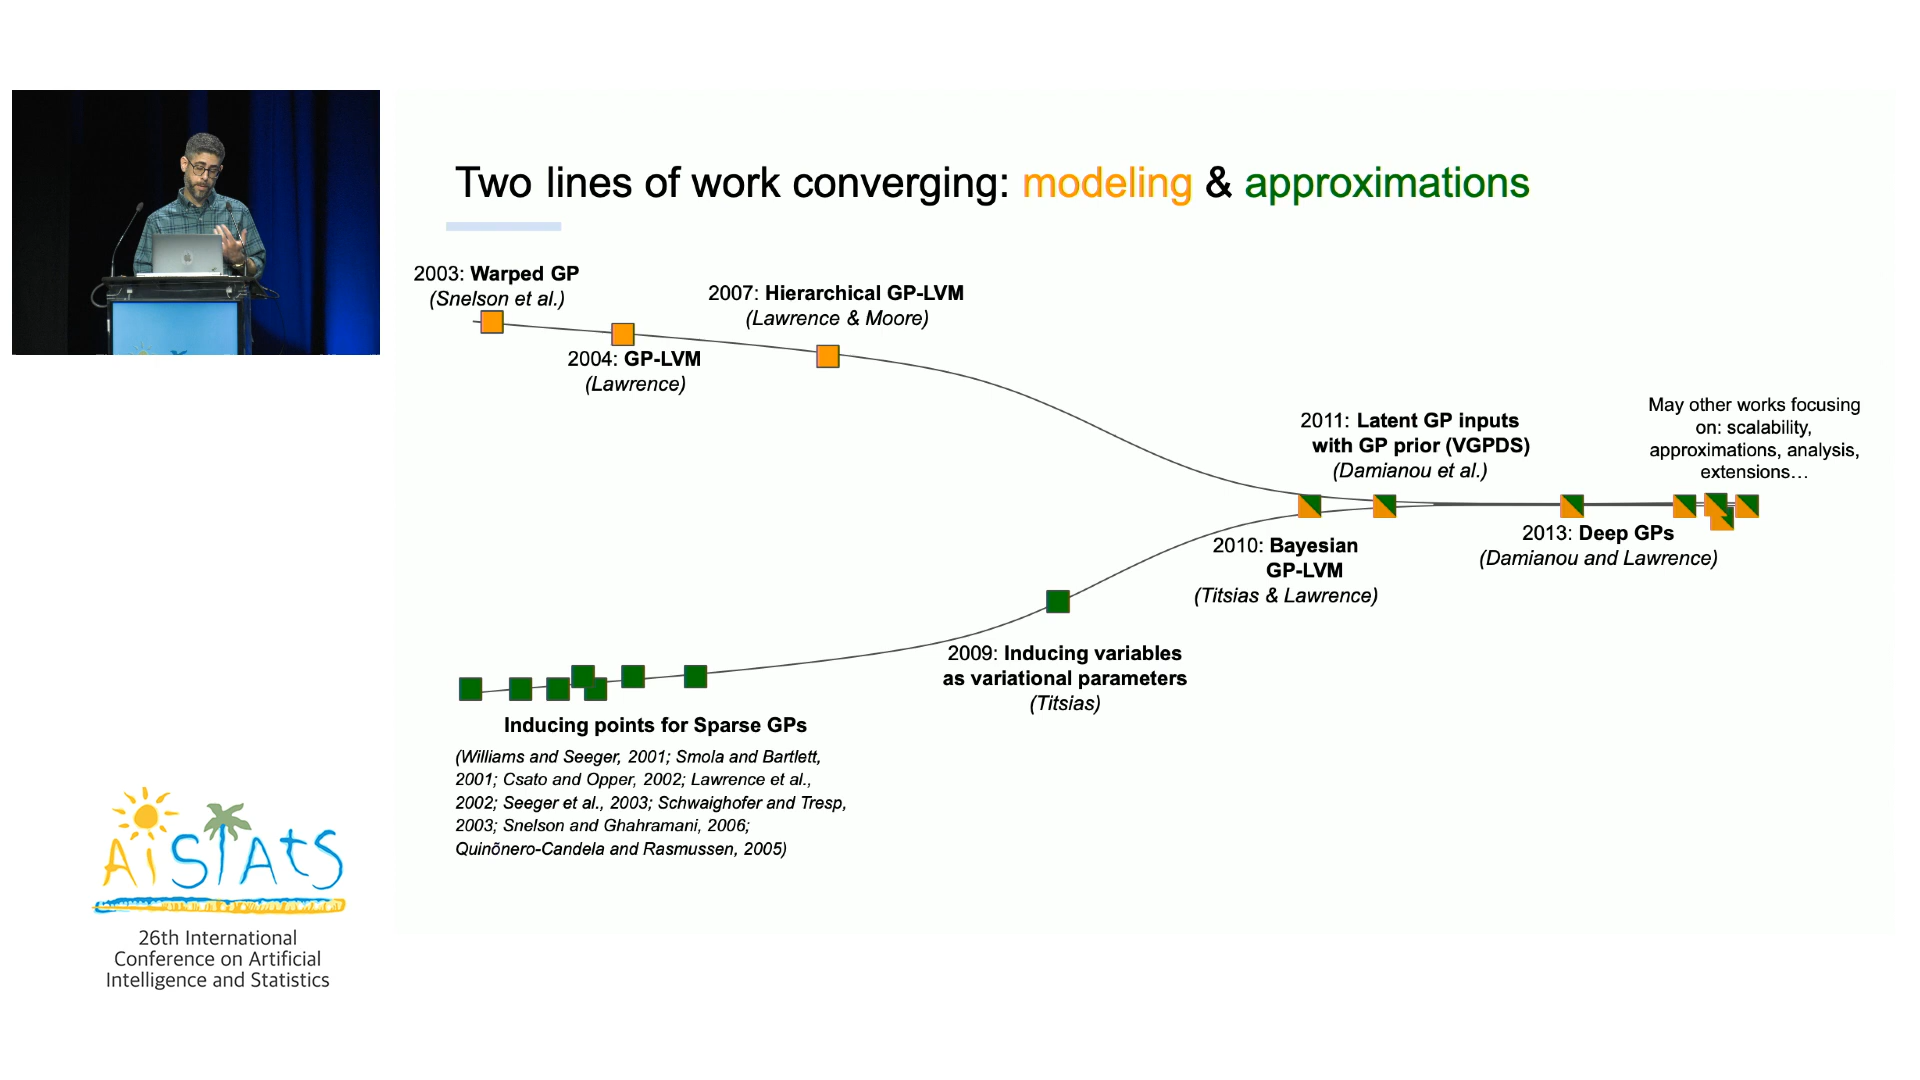 Two lines of work converging: modeling & approximations
2003: Warped GP
(Snelson et al.)
2007: Hierarchical GP-LVM
(Lawrence & Moore)
2004: GP-LVM
(Lawrence)
May other works focusing
on: scalability,
approximations, analysis,
extensions…
2011: Latent GP inputs
with GP prior (VGPDS)
(Damianou et al.)
2013: Deep GPs
(Damianou and Lawrence)
2010: Bayesian
GP-LVM
(Titsias & Lawrence)
2009: Inducing variables
as variational parameters
(Titsias)
Inducing points for Sparse GPs
(Williams and Seeger, 2001; Smola and Bartlett,
2001; Csato and Opper, 2002; Lawrence et al.,
2002; Seeger et al., 2003; Schwaighofer and Tresp,
2003; Snelson and Ghahramani, 2006;
Quinõnero-Candela and Rasmussen, 2005)
AiSTAtS
26th International
Conference on Artificial
Intelligence and Statistics